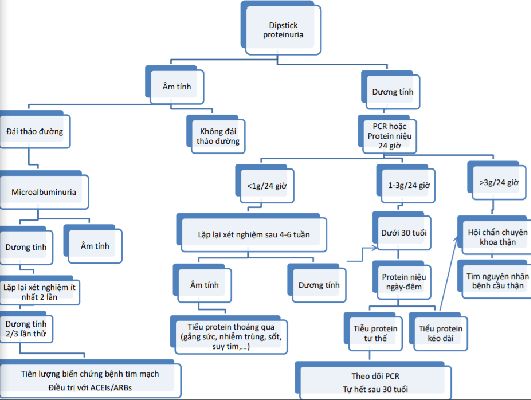 Dipstick
proteinuria
Âm tính
Dương tính
Đái tháo đường
Không đái
tháo đường
PCR hoặc
Protein niệu
24 giờ
Microalbuminuria
<1g/24 giờ
1-3g/24 giờ
>3g/24 giờ
Dương tính
Âm tính
Lặp lại xét nghiệm sau 4-6 tuần
Dưới 30 tuổi
Hội chẩn chuyên
khoa thận
Lặp lại xét nghiệm ít
nhất 2 lần
Âm tính
Dương tính
Protein niệu
ngày-đêm
Tìm nguyên nhân
bệnh cầu thận
Dương tính
2/3 lần thử
Tiểu protein thoáng qua
(gắng sức, nhiễm trùng, sốt,
suy tim,...)
Tiểu protein
tư thế
Tiểu protein
kéo dài
Tiên lượng biến chứng bệnh tim mạch
Điều trị với ACEIs/ARBs
Theo dõi PCR
Tự hết sau 30 tuổi